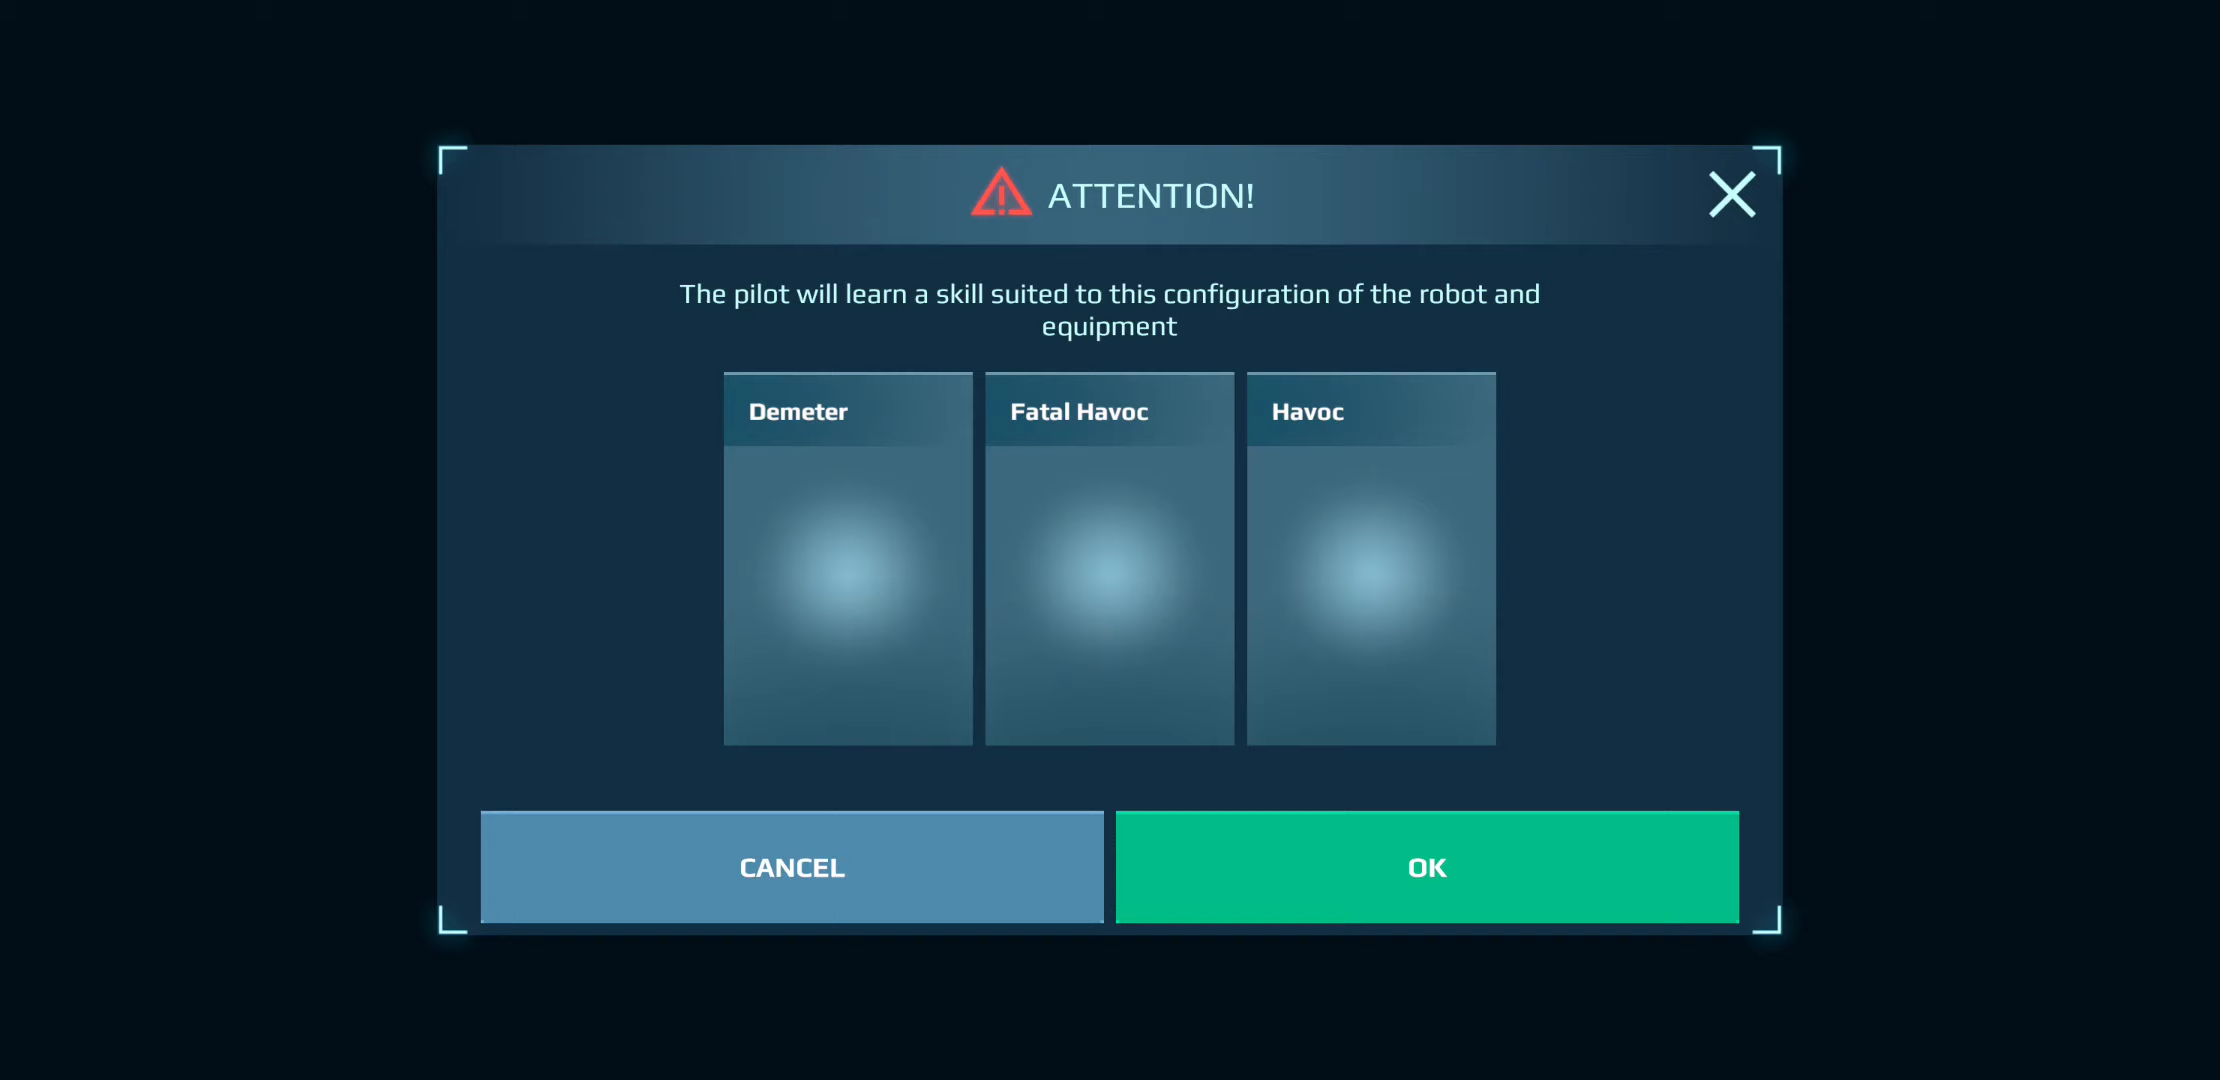 ATTENTION!
The pilot will learn a skill suited to this configuration of the robot and
equipment
Demeter
Fatal Havoc
Havoc
CANCEL
OK